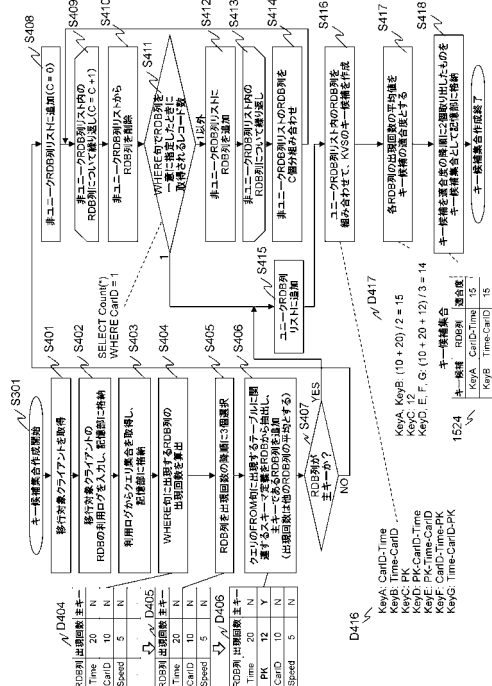 S301
キー候補集合作成開始
S401
移行対象クライアントを取得
S402
移行対象クライアントの
RDBの利用ログを入力し、記憶部に格納
S403
利用ログからクエリ集合を取得し、
記憶部に格納
S404
WHERE句に出現するRDB列の
出現回数を算出
S405
RDB列を出現回数の降順に3個選択
S406
クエリのFROM句に出現するテーブルに関
連するスキーマ定義をRDBから抽出し、
主キーであるRDB列を追加
(出現回数は他のRDB列の平均とする)
S407
RDB列が
主キーか?
YES
NO
D404
RDB列 出現回数 主キー
Time 20 N
CarID 10 N
Speed 5 N
D405
RDB列 出現回数 主キー
Time 20 N
CarID 10 N
Speed 5 N
D406
RDB列 出現回数 主キー
Time 20 N
PK 12 Y
CarID 10 N
Speed 5 N
S408
非ユニークRDB列リストに追加(C = 0)
S409
非ユニークRDB列リスト内の
RDB列について繰り返し(C = C +1)
S410
非ユニークRDB列リストから
RDB列を削除
S411
WHERE句でRDB列を
一意に指定したときに
取得されるレコード数
SELECT Count(*)
WHERE CarID = 1
1
1以外
S412
非ユニークRDB列リストに
RDB列を追加
S413
非ユニークRDB列リスト内の
RDB列について繰り返し
S414
非ユニークRDB列リストのRDB列を
C個分組み合わせ
S415
ユニークRDB列
リストに追加
S416
ユニークRDB列リスト内のRDB列を
組み合わせて、KVSのキー候補を作成
S417
各RDB列の出現回数の平均値を
キー候補の適合度とする
S418
キー候補を適合度の降順に2個取り出したものを
キー候補集合として記憶部に格納
キー候補集合作成終了
D416
KeyA: CarID-Time
KeyB: Time-CarID
KeyC: PK
KeyD: PK-CarID-Time
KeyE: PK-Time-CarID
KeyF: CarID-Time-PK
KeyG: Time-CarID-PK
D417
KeyA, KeyB: (10 + 20) / 2 = 15
KeyC: 12
KeyD, E, F, G: (10 + 20 + 12) / 3 = 14
1524
キー候補集合
キー候補 RDB列 適合度
KeyA CarID-Time 15
KeyB Time-CarID 15